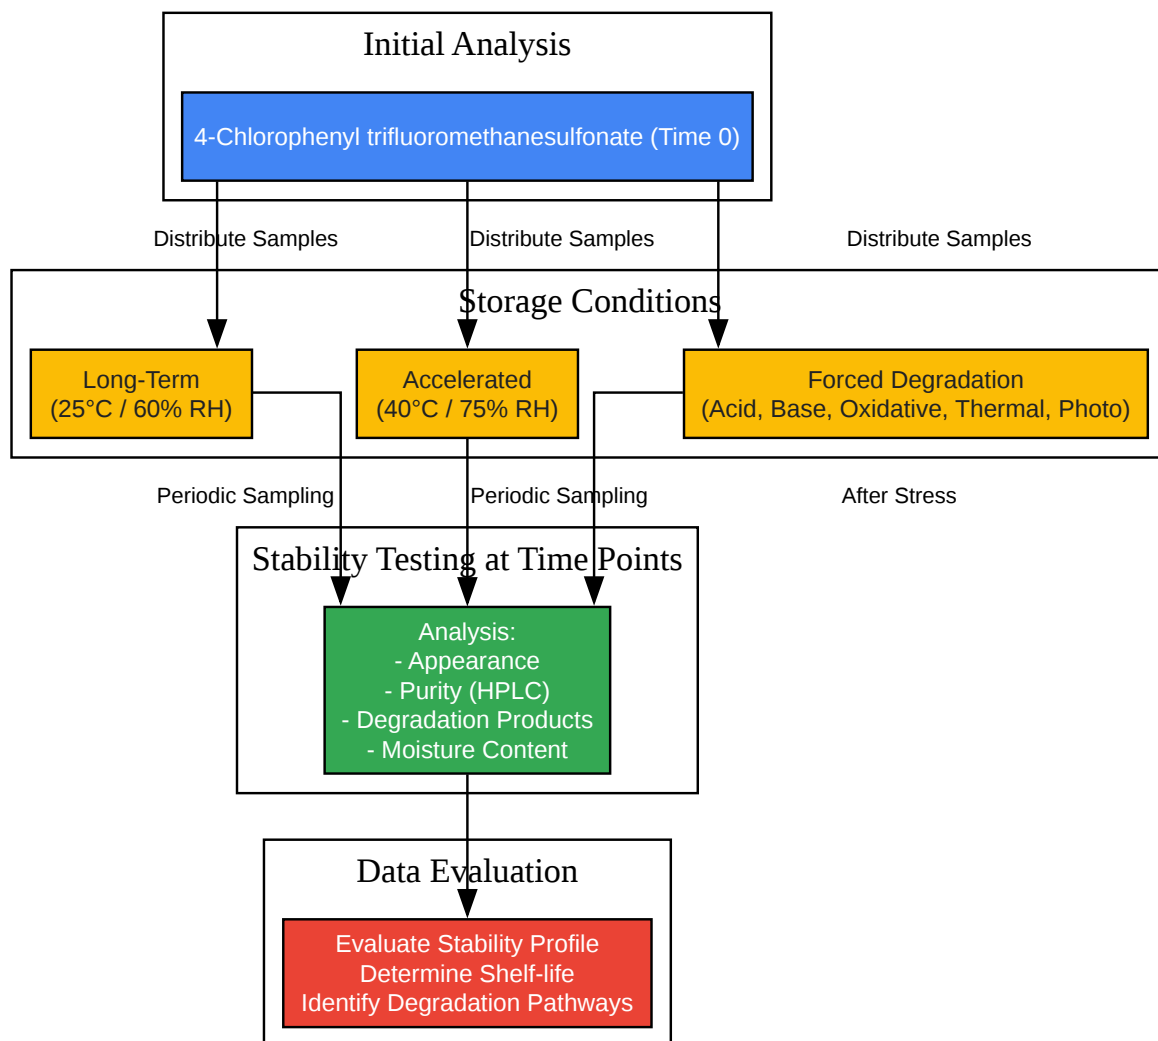 Initial Analysis
4-Chlorophenyl trifluoromethanesulfonate (Time 0)
Distribute Samples
Distribute Samples
Distribute Samples
Storage Conditions
Long-Term
(25°C / 60% RH)
Accelerated
(40°C / 75% RH)
Forced Degradation
(Acid, Base, Oxidative, Thermal, Photo)
Periodic Sampling
Periodic Sampling
After Stress
Stability Testing at Time Points
Analysis:
- Appearance
- Purity (HPLC)
- Degradation Products
- Moisture Content
Data Evaluation
Evaluate Stability Profile
Determine Shelf-life
Identify Degradation Pathways